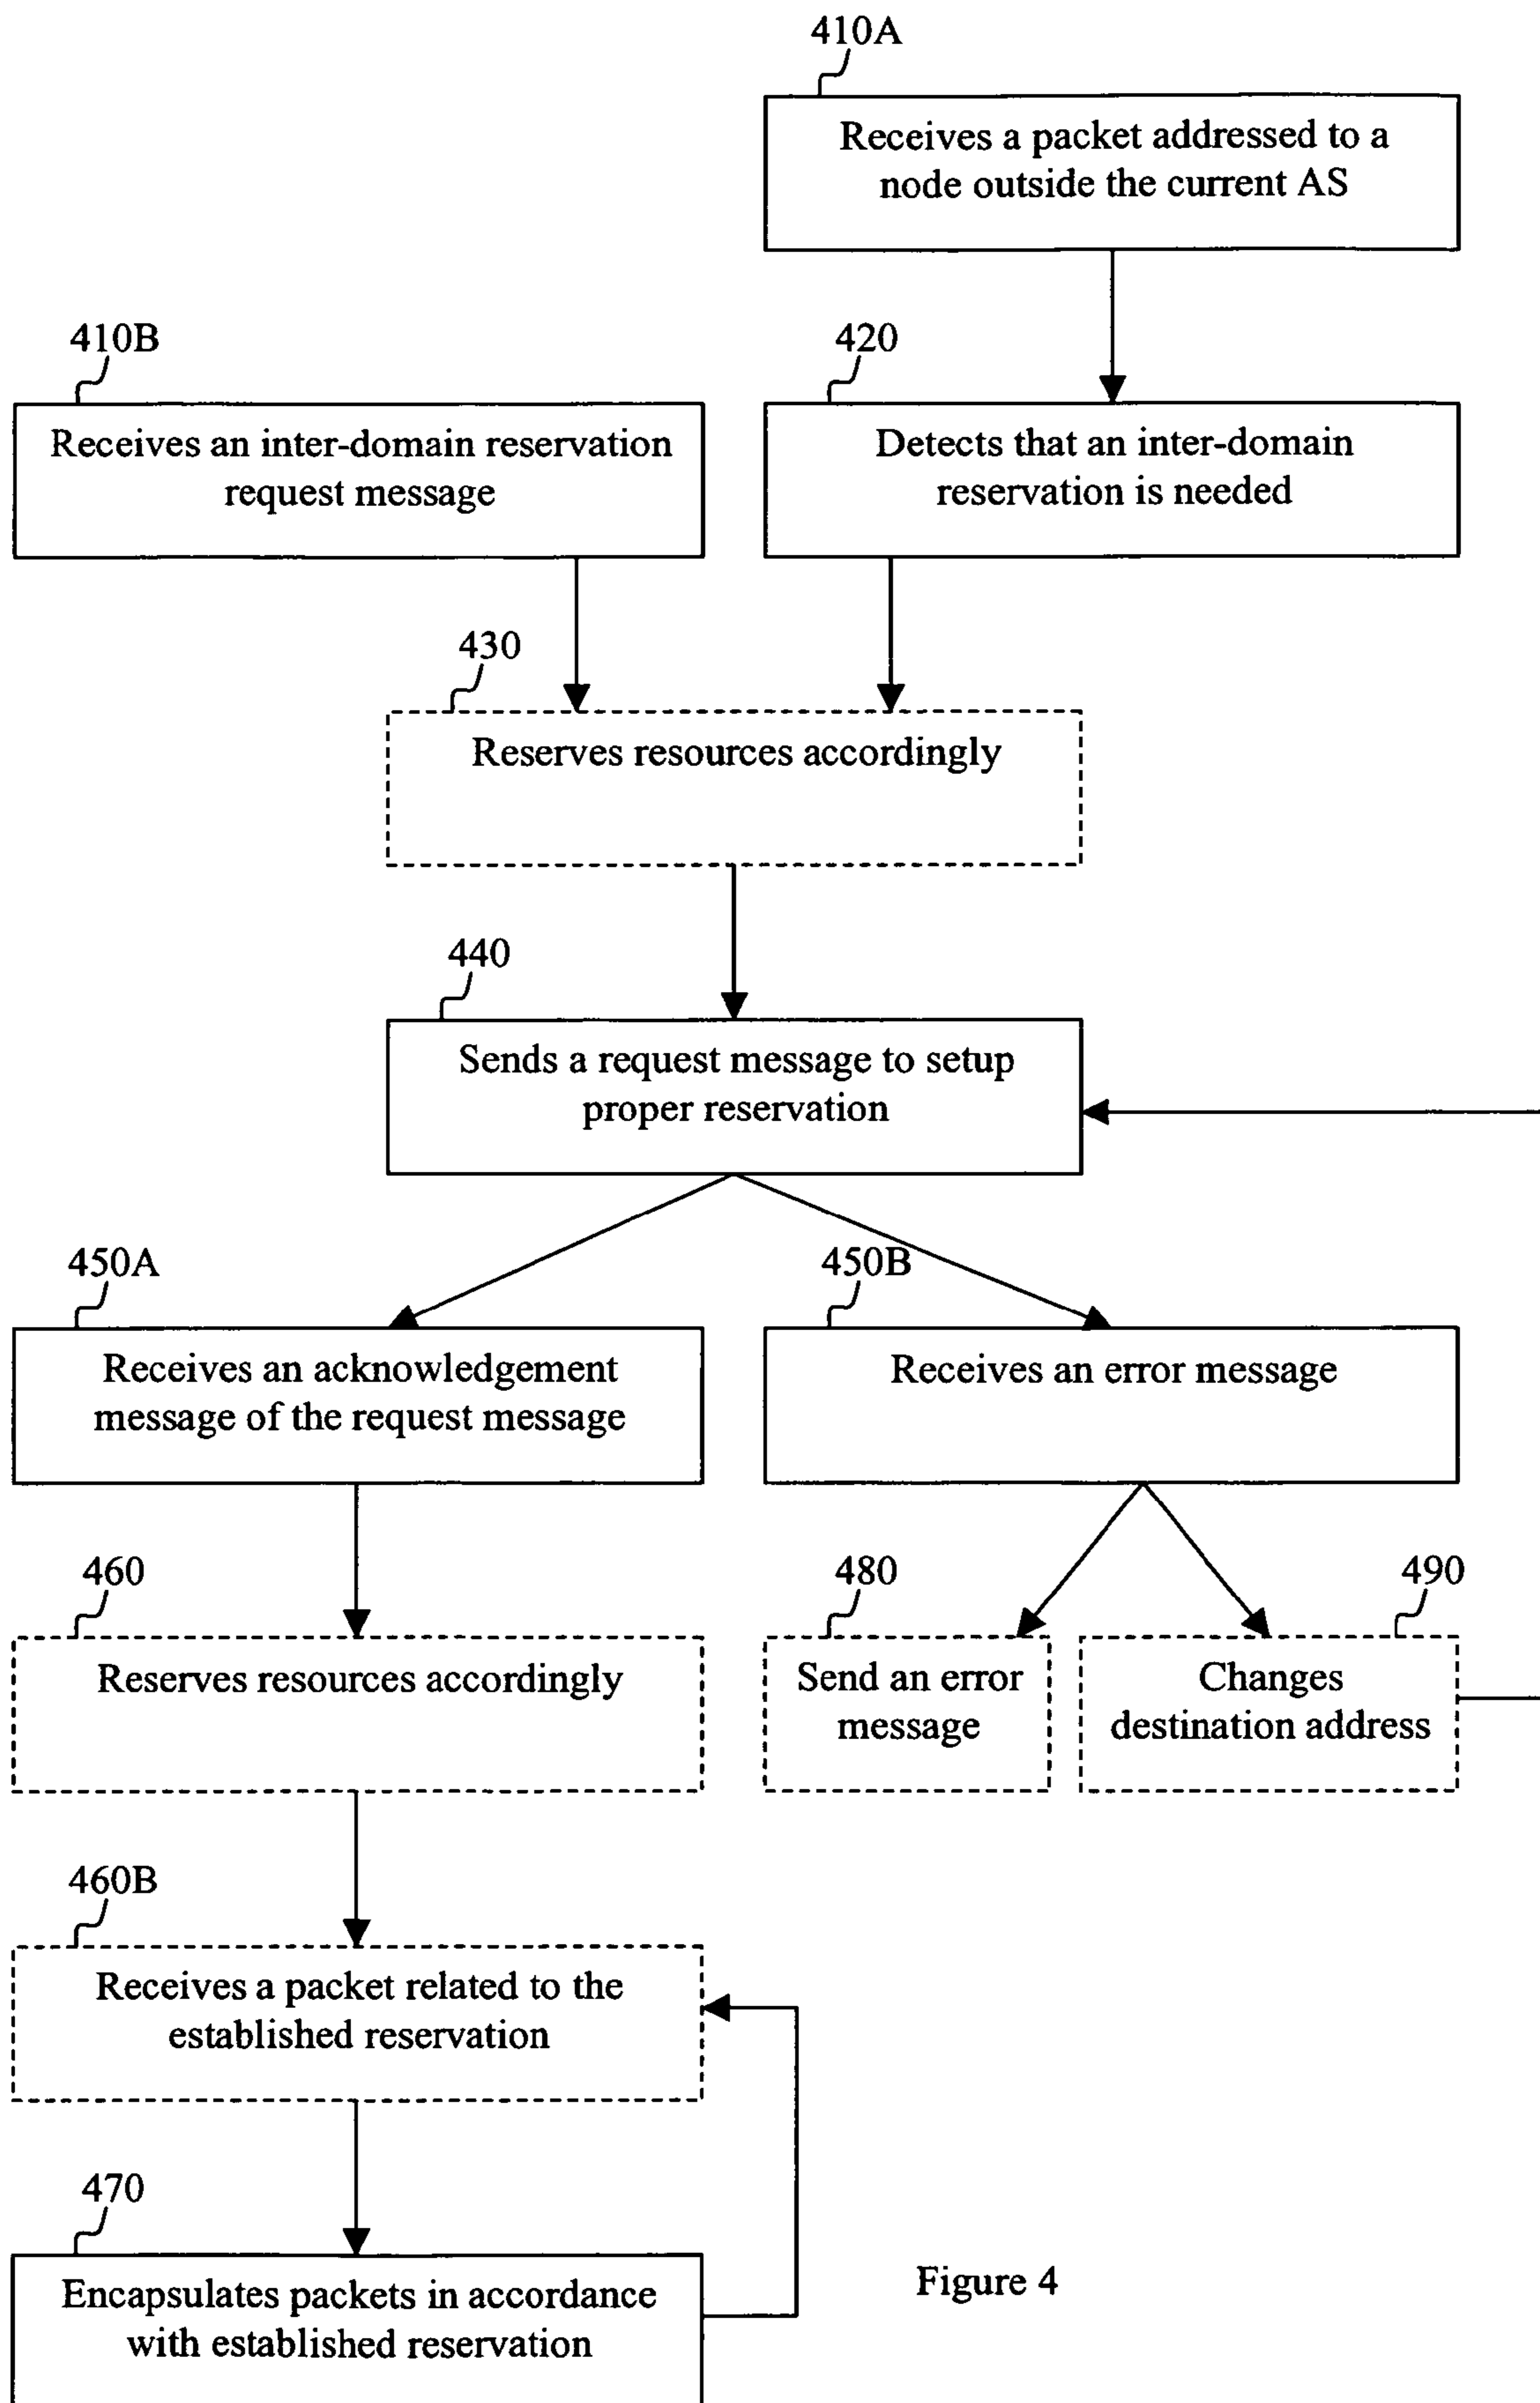 410A
Receives a packet addressed to a
node outside the current AS
410B
Receives an inter-domain reservation
request message
420
Detects that an inter-domain
reservation is needed
430
Reserves resources accordingly
440
Sends a request message to setup
proper reservation
450A
Receives an acknowledgement
message of the request message
450B
Receives an error message
460
Reserves resources accordingly
480
Send an error
message
490
Changes
destination address
460B
Receives a packet related to the
established reservation
470
Encapsulates packets in accordance
with established reservation
Figure 4